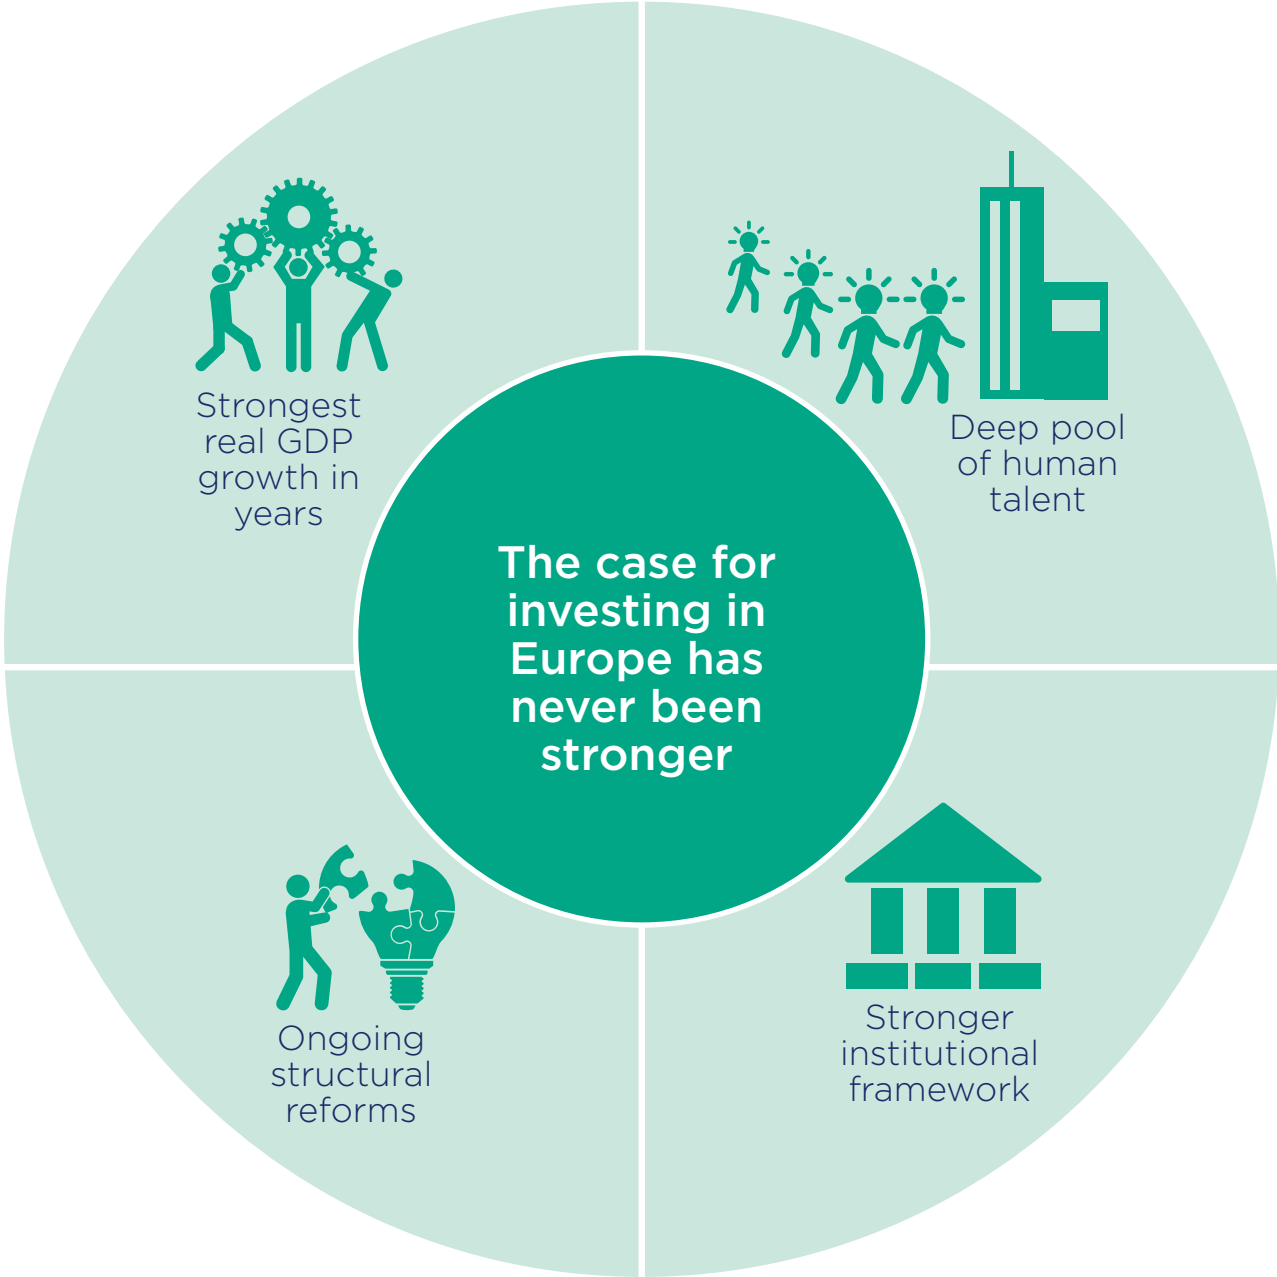 Strongest
real GDP
growth in
years
Deep pool
of human
talent
The case for
investing in
Europe has
never been
stronger
Ongoing
structural
reforms
Stronger
institutional
framework